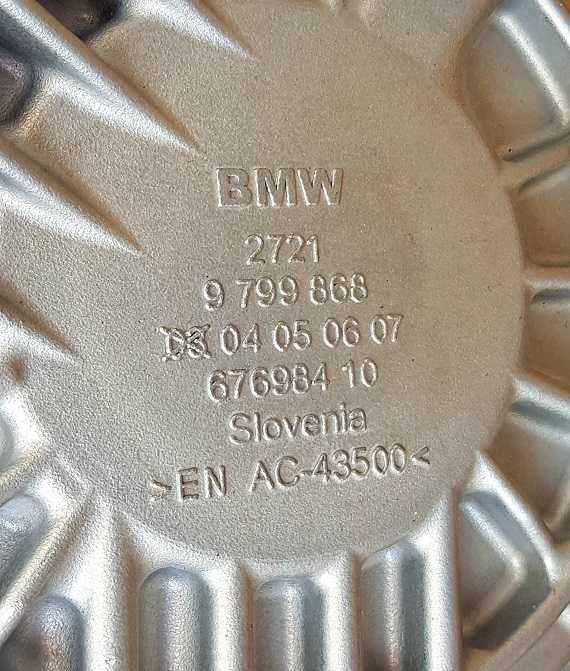 BMW
2721
9 799 868
03 04 05 06 07
676984 10
Slovenia
>EN AC-43500<